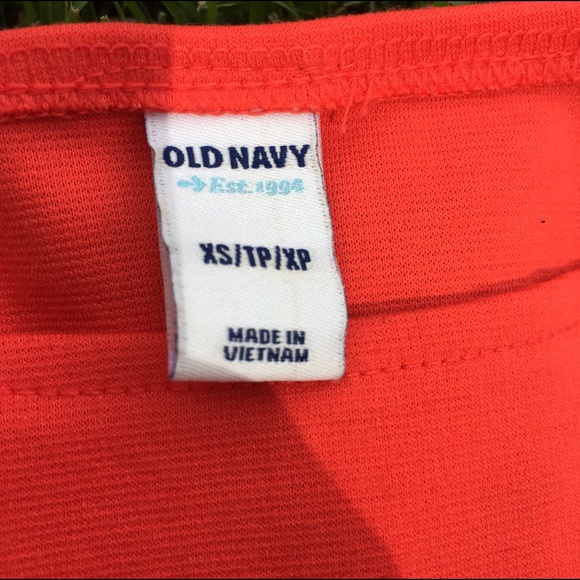 OLD NAVY
Est. 1994
XS/TP/XP
MADE IN
VIETNAM